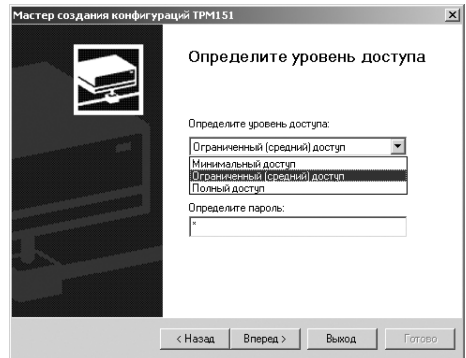 Мастер создания конфигураций ТРМ151
Определите уровень доступа
Определите уровень доступа:
Ограниченный (средний) доступ
Минимальный доступ
Ограниченный (средний) доступ
Полный доступ
Определите пароль:
*
< Назад Вперед > Выход Готово